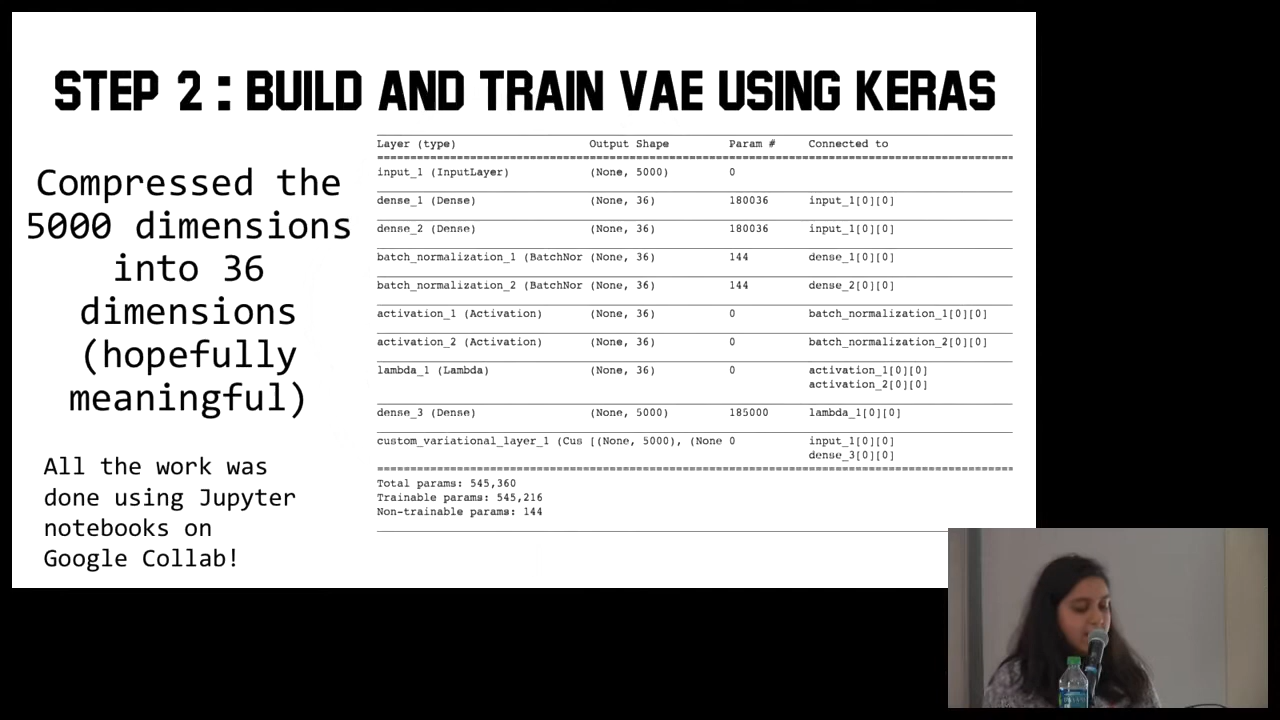 STEP 2 : BUILD AND TRAIN VAE USING KERAS
Compressed the
5000 dimensions
into 36
dimensions
(hopefully
meaningful)
All the work was
done using Jupyter
notebooks on
Google Collab!
Layer (type) Output Shape Param # Connected to
input_1 (InputLayer) (None, 5000) 0
dense_1 (Dense) (None, 36) 180036 input_1[0][0]
dense_2 (Dense) (None, 36) 180036 input_1[0][0]
batch_normalization_1 (BatchNor (None, 36) 144 dense_1[0][0]
batch_normalization_2 (BatchNor (None, 36) 144 dense_2[0][0]
activation_1 (Activation) (None, 36) 0 batch_normalization_1[0][0]
activation_2 (Activation) (None, 36) 0 batch_normalization_2[0][0]
lambda_1 (Lambda) (None, 36) 0 activation_1[0][0]
activation_2[0][0]
dense_3 (Dense) (None, 5000) 185000 lambda_1[0][0]
custom_variational_layer_1 (Cus [(None, 5000), (None 0 input_1[0][0]
dense_3[0][0]
Total params: 545,360
Trainable params: 545,216
Non-trainable params: 144